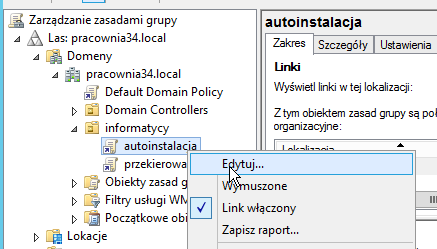 Zarządzanie zasadami grupy
Las: pracownia34.local
Domeny
pracownia34.local
Default Domain Policy
Domain Controllers
informatycy
autoinstalacja
przekierowa
Obiekty zasad g
Filtry usługi WM
Początkowe obi
Lokacje
autoinstalacja
Zakres
Szczegóły
Ustawienia
Linki
Wyświetl linki w tej lokalizacji:
Z tym obiektem zasad grupy są poł
organizacyjne:
Lokalizacja
Edytuj...
Wymuszone
Link włączony
Zapisz raport...